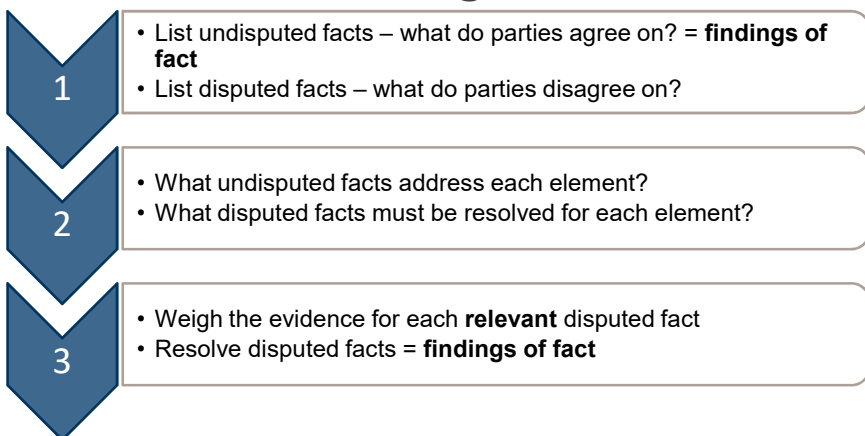 1
• List undisputed facts – what do parties agree on? = findings of
fact
• List disputed facts – what do parties disagree on?
2
• What undisputed facts address each element?
• What disputed facts must be resolved for each element?
3
• Weigh the evidence for each relevant disputed fact
• Resolve disputed facts = findings of fact